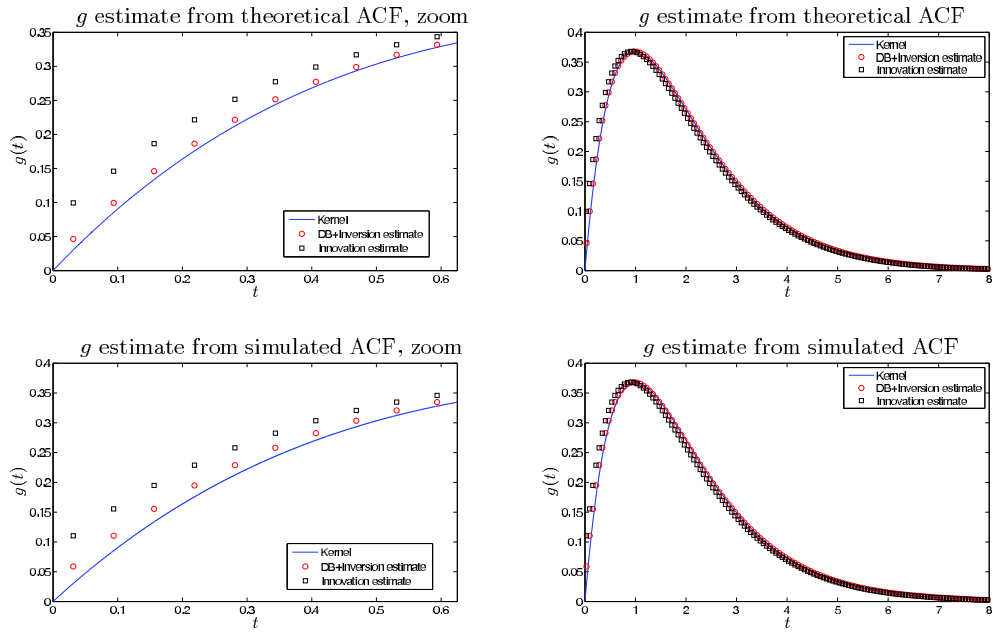 g estimate from theoretical ACF, zoom
0.35
0.3
0.25
0.2
0.15
0.1
0.05
0
g(t)
Kernel
DB+Inversion estimate
Innovation estimate
0 0.1 0.2 0.3 0.4 0.5 0.6
t
g estimate from theoretical ACF
0.4
0.35
0.3
0.25
0.2
0.15
0.1
0.05
0
g(t)
Kernel
DB+Inversion estimate
Innovation estimate
0 1 2 3 4 5 6 7 8
t
g estimate from simulated ACF, zoom
0.4
0.35
0.3
0.25
0.2
0.15
0.1
0.05
0
g(t)
Kernel
DB+Inversion estimate
Innovation estimate
0 0.1 0.2 0.3 0.4 0.5 0.6
t
g estimate from simulated ACF
0.4
0.35
0.3
0.25
0.2
0.15
0.1
0.05
0
g(t)
Kernel
DB+Inversion estimate
Innovation estimate
0 1 2 3 4 5 6 7 8
t